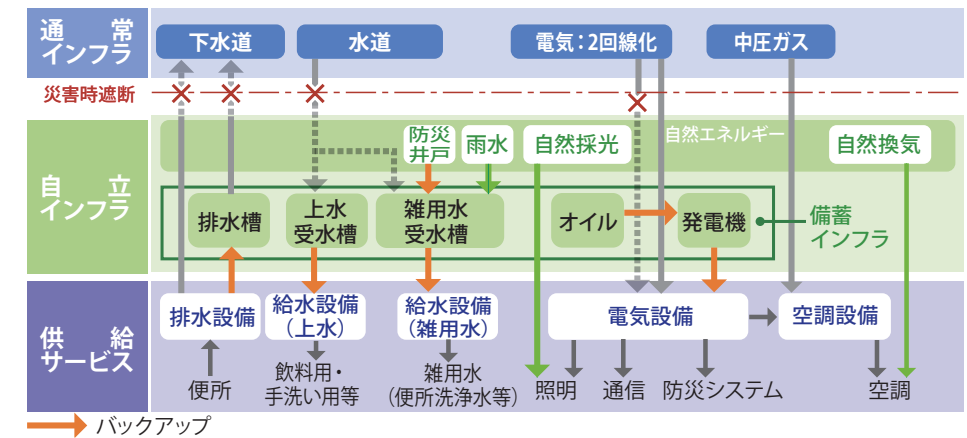 通常
インフラ
下水道
水道
電気：2回線化
中圧ガス
災害時遮断
自立
インフラ
防災
井戸
雨水
自然採光
自然エネルギー
自然換気
排水槽
上水
受水槽
雑用水
受水槽
オイル
発電機
備蓄
インフラ
供給
サービス
排水設備
給水設備
（上水）
給水設備
（雑用水）
電気設備
空調設備
便所
飲料用・
手洗い用等
雑用水
（便所洗浄水等）
照明
通信
防災システム
空調
バックアップ